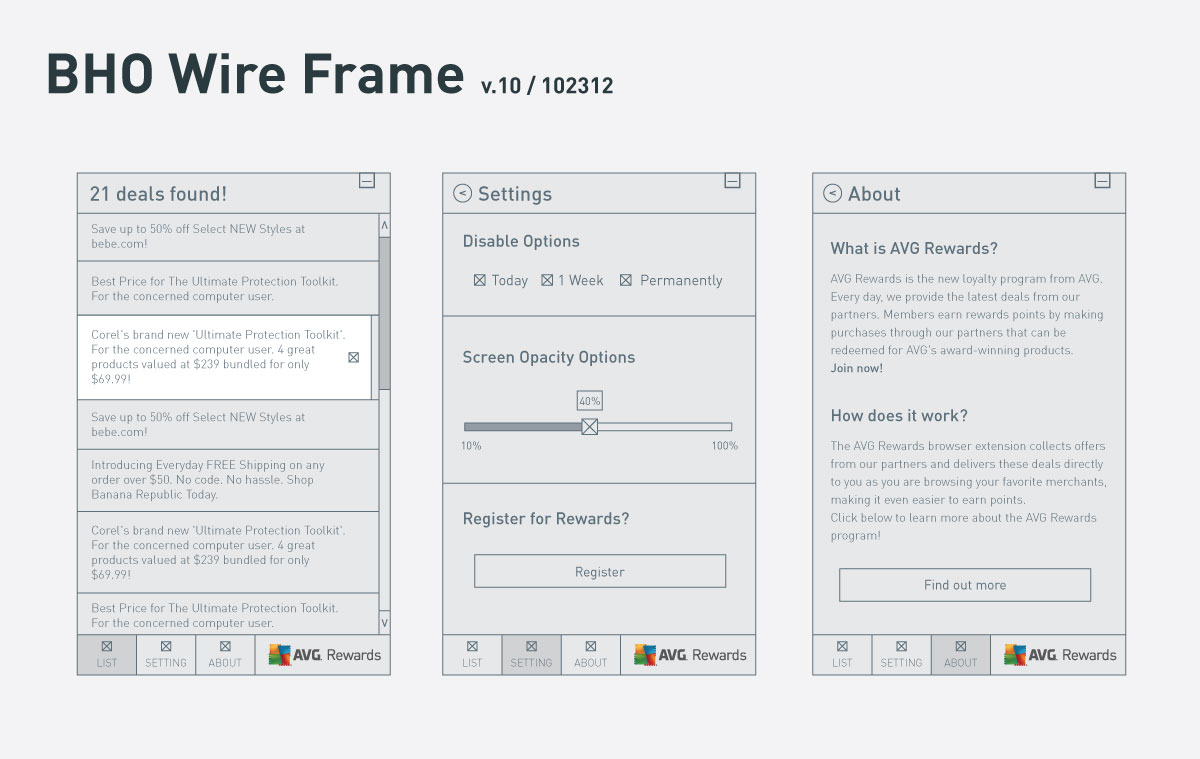 BHO Wire Frame v.10 / 102312
21 deals found!
Save up to 50% off Select NEW Styles at
bebe.com!
Best Price for The Ultimate Protection Toolkit.
For the concerned computer user.
Corel's brand new 'Ultimate Protection Toolkit'.
For the concerned computer user. 4 great
products valued at $239 bundled for only
$69.99!
Save up to 50% off Select NEW Styles at
bebe.com!
Introducing Everyday FREE Shipping on any
order over $50. No code. No hassle. Shop
Banana Republic Today.
Corel's brand new 'Ultimate Protection Toolkit'.
For the concerned computer user. 4 great
products valued at $239 bundled for only
$69.99!
Best Price for The Ultimate Protection Toolkit.
For the concerned computer user.
LIST SETTING ABOUT AVG. Rewards
< Settings
Disable Options
Today 1 Week Permanently
Screen Opacity Options
40%
10% 100%
Register for Rewards?
Register
LIST SETTING ABOUT AVG. Rewards
< About
What is AVG Rewards?
AVG Rewards is the new loyalty program from AVG.
Every day, we provide the latest deals from our
partners. Members earn rewards points by making
purchases through our partners that can be
redeemed for AVG's award-winning products.
Join now!
How does it work?
The AVG Rewards browser extension collects offers
from our partners and delivers these deals directly
to you as you are browsing your favorite merchants,
making it even easier to earn points.
Click below to learn more about the AVG Rewards
program!
Find out more
LIST SETTING ABOUT AVG. Rewards